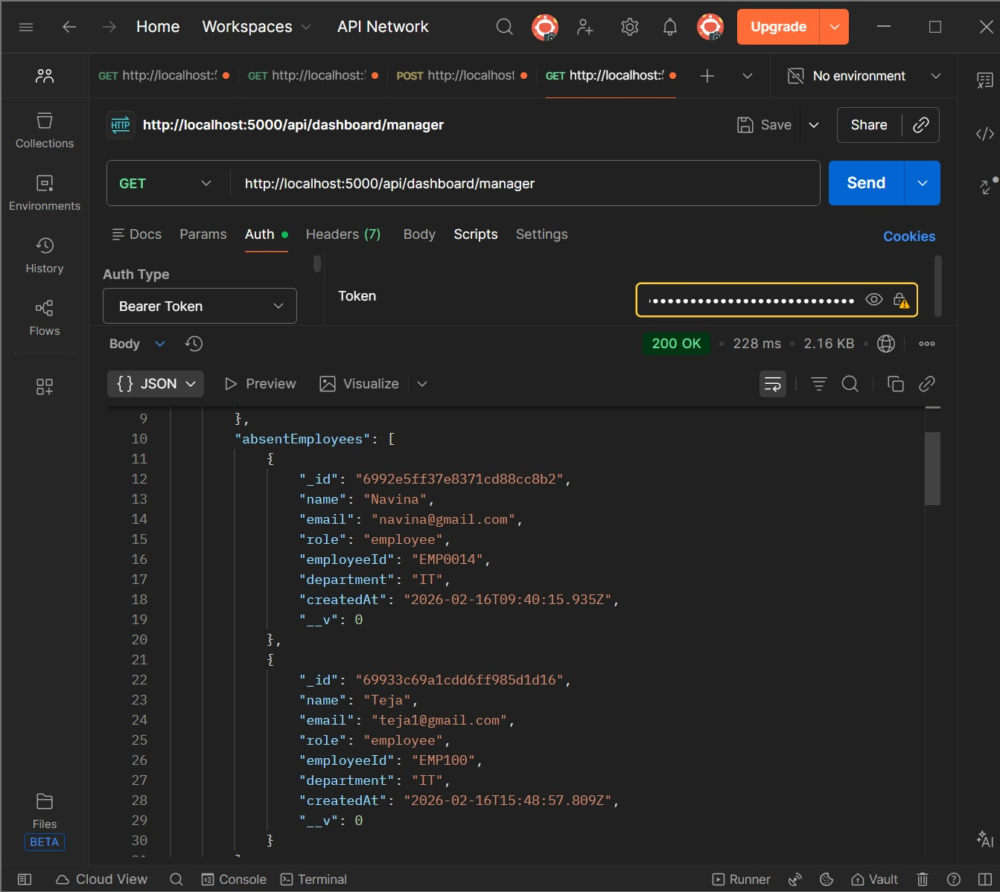 Home Workspaces API Network Upgrade
GET http://localhost: GET http://localhost: POST http://localhost GET http://localhost: No environment
HTTP http://localhost:5000/api/dashboard/manager Save Share
GET http://localhost:5000/api/dashboard/manager Send
Docs Params Auth Headers (7) Body Scripts Settings Cookies
Collections
Environments
History
Flows
Files
BETA
Auth Type
Bearer Token
Token
Body 200 OK 228 ms 2.16 KB
{} JSON Preview Visualize
9 },
10 "absentEmployees": [
11 {
12 "_id": "6992e5ff37e8371cd88cc8b2",
13 "name": "Navina",
14 "email": "navina@gmail.com",
15 "role": "employee",
16 "employeeId": "EMP0014",
17 "department": "IT",
18 "createdAt": "2026-02-16T09:40:15.935Z",
19 "__v": 0
20 },
21 {
22 "_id": "69933c69a1cdd6ff985d1d16",
23 "name": "Teja",
24 "email": "teja1@gmail.com",
25 "role": "employee",
26 "employeeId": "EMP100",
27 "department": "IT",
28 "createdAt": "2026-02-16T15:48:57.809Z",
29 "__v": 0
30 }
AI
Cloud View Console Terminal Runner Vault